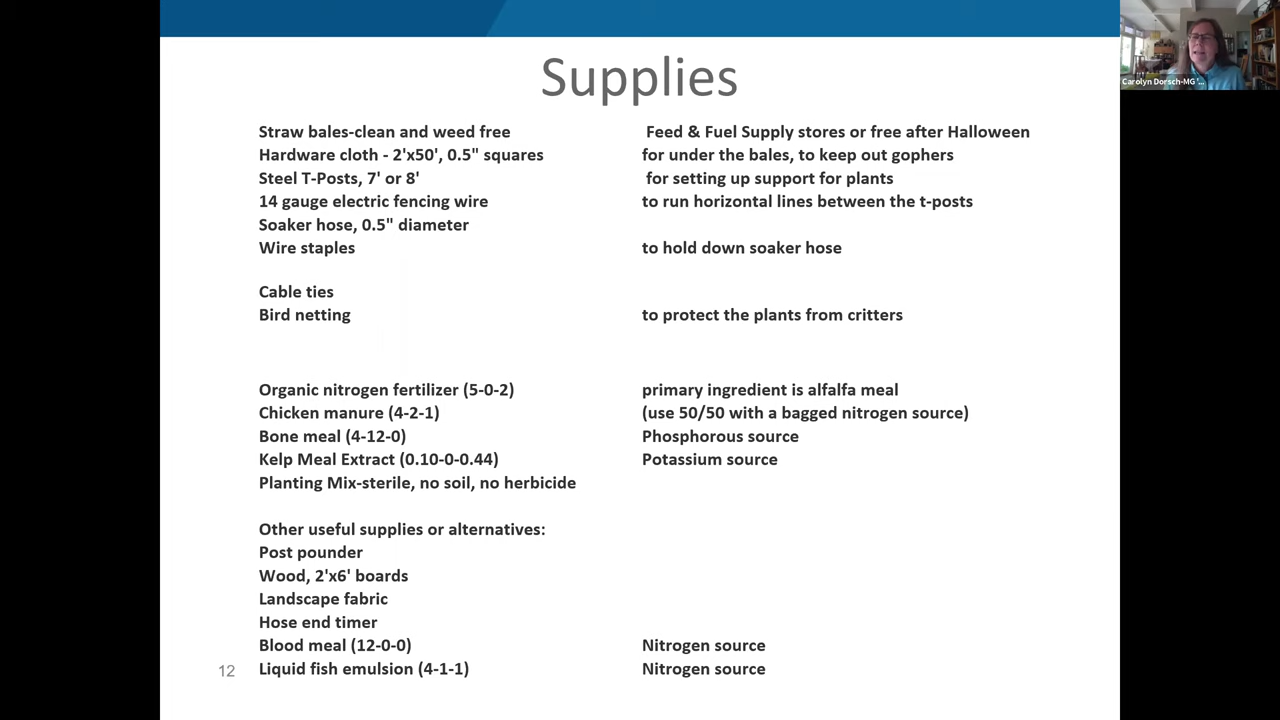 Supplies
Straw bales-clean and weed free Feed & Fuel Supply stores or free after Halloween
Hardware cloth - 2'x50', 0.5" squares for under the bales, to keep out gophers
Steel T-Posts, 7' or 8' for setting up support for plants
14 gauge electric fencing wire to run horizontal lines between the t-posts
Soaker hose, 0.5" diameter
Wire staples to hold down soaker hose
Cable ties
Bird netting to protect the plants from critters
Organic nitrogen fertilizer (5-0-2) primary ingredient is alfalfa meal
Chicken manure (4-2-1) (use 50/50 with a bagged nitrogen source)
Bone meal (4-12-0) Phosphorous source
Kelp Meal Extract (0.10-0-0.44) Potassium source
Planting Mix-sterile, no soil, no herbicide
Other useful supplies or alternatives:
Post pounder
Wood, 2'x6' boards
Landscape fabric
Hose end timer
Blood meal (12-0-0) Nitrogen source
12 Liquid fish emulsion (4-1-1) Nitrogen source
Carolyn Dorsch-MG '...